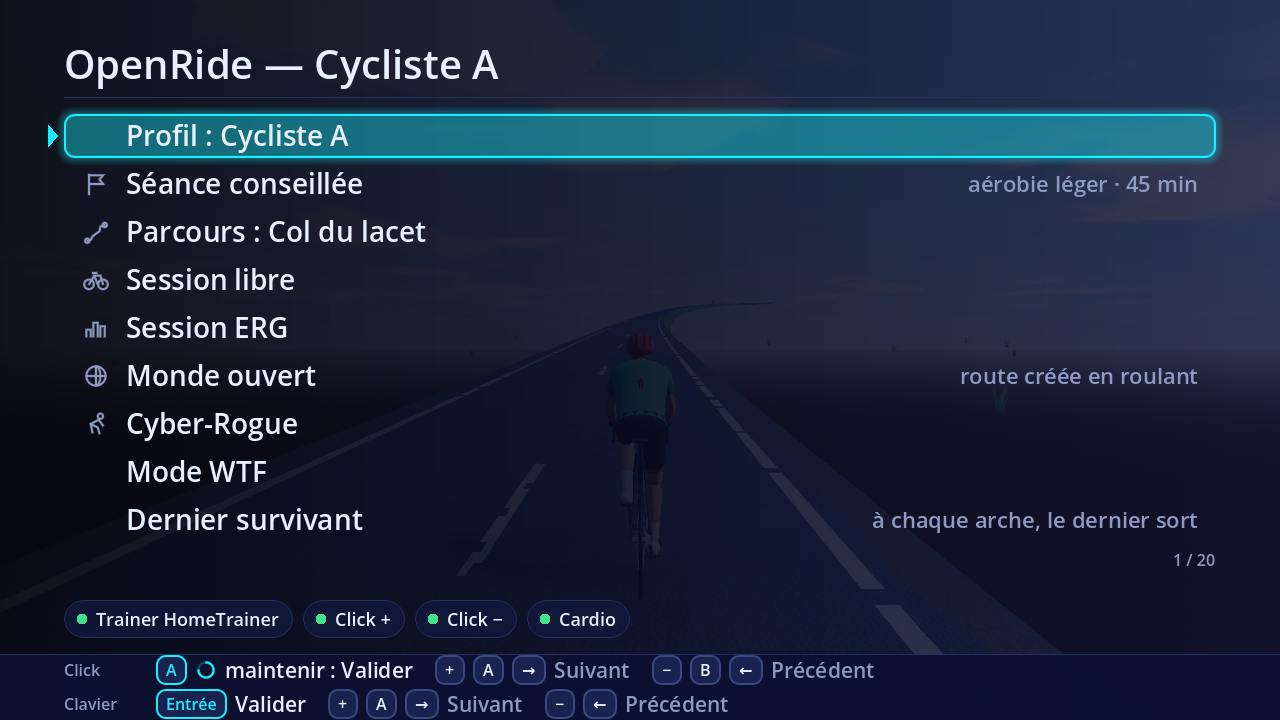 OpenRide — Cycliste A
Profil : Cycliste A
Séance conseillée aérobie léger · 45 min
Parcours : Col du lacet
Session libre
Session ERG
Monde ouvert route créée en roulant
Cyber-Rogue
Mode WTF
Dernier survivant à chaque arche, le dernier sort
1 / 20
Trainer HomeTrainer Click + Click − Cardio
Click A maintenir : Valider + A → Suivant − B ← Précédent
Clavier Entrée Valider + A → Suivant − ← Précédent